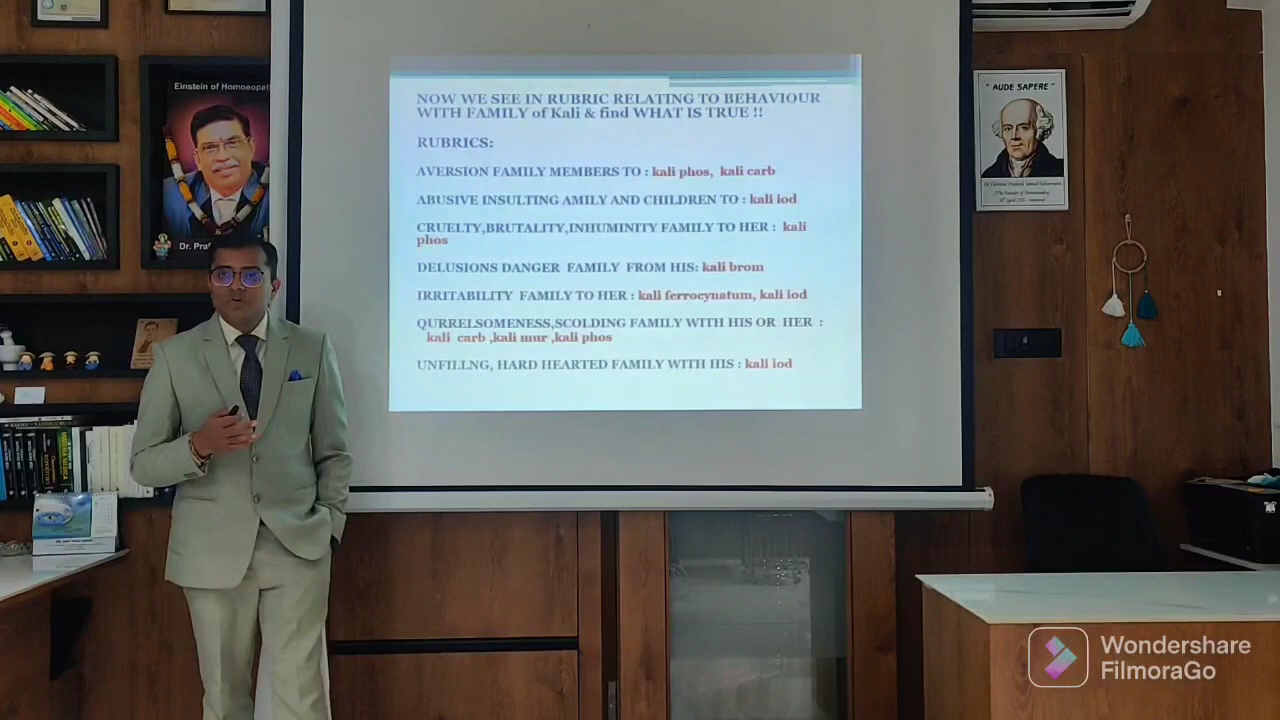 Einstein of Homoeopat
Dr. Praf
NOW WE SEE IN RUBRIC RELATING TO BEHAVIOUR
WITH FAMILY of Kali & find WHAT IS TRUE !!
RUBRICS:
AVERSION FAMILY MEMBERS TO : kali phos, kali carb
ABUSIVE INSULTING AMILY AND CHILDREN TO : kali iod
CRUELTY,BRUTALITY,INHUMINITY FAMILY TO HER : kali
phos
DELUSIONS DANGER FAMILY FROM HIS: kali brom
IRRITABILITY FAMILY TO HER : kali ferrocynatum, kali iod
QURRELSOMENESS,SCOLDING FAMILY WITH HIS OR HER :
kali carb ,kali mur ,kali phos
UNFILLNG, HARD HEARTED FAMILY WITH HIS : kali iod
" AUDE SAPERE "
Wondershare
FilmoraGo